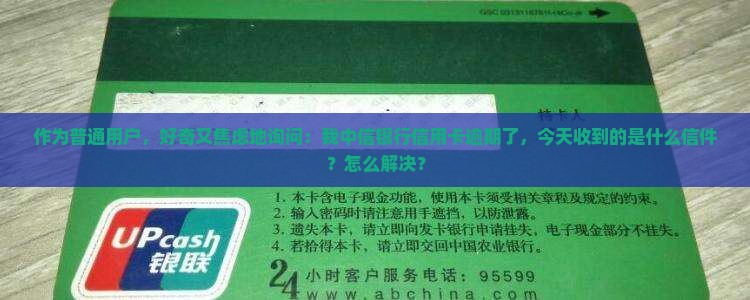 持卡人
作为普通用户,好奇又焦虑地询问:我中信银行信用卡逾期了,今天收到的是什么信件
?怎么解决?
1. 本卡含电子现金功能,使用本卡须受相关章程及规定的约束。
2. 输入密码时请注意用手遮挡,以防泄露。
3. 遗失本卡,请立即向发卡银行申请挂失,电子现金部分不挂失。
4. 若拾得本卡,请立即交回中国农业银行。
UPcash
银联
24小时客户服务电话:95599
www.abchina.com